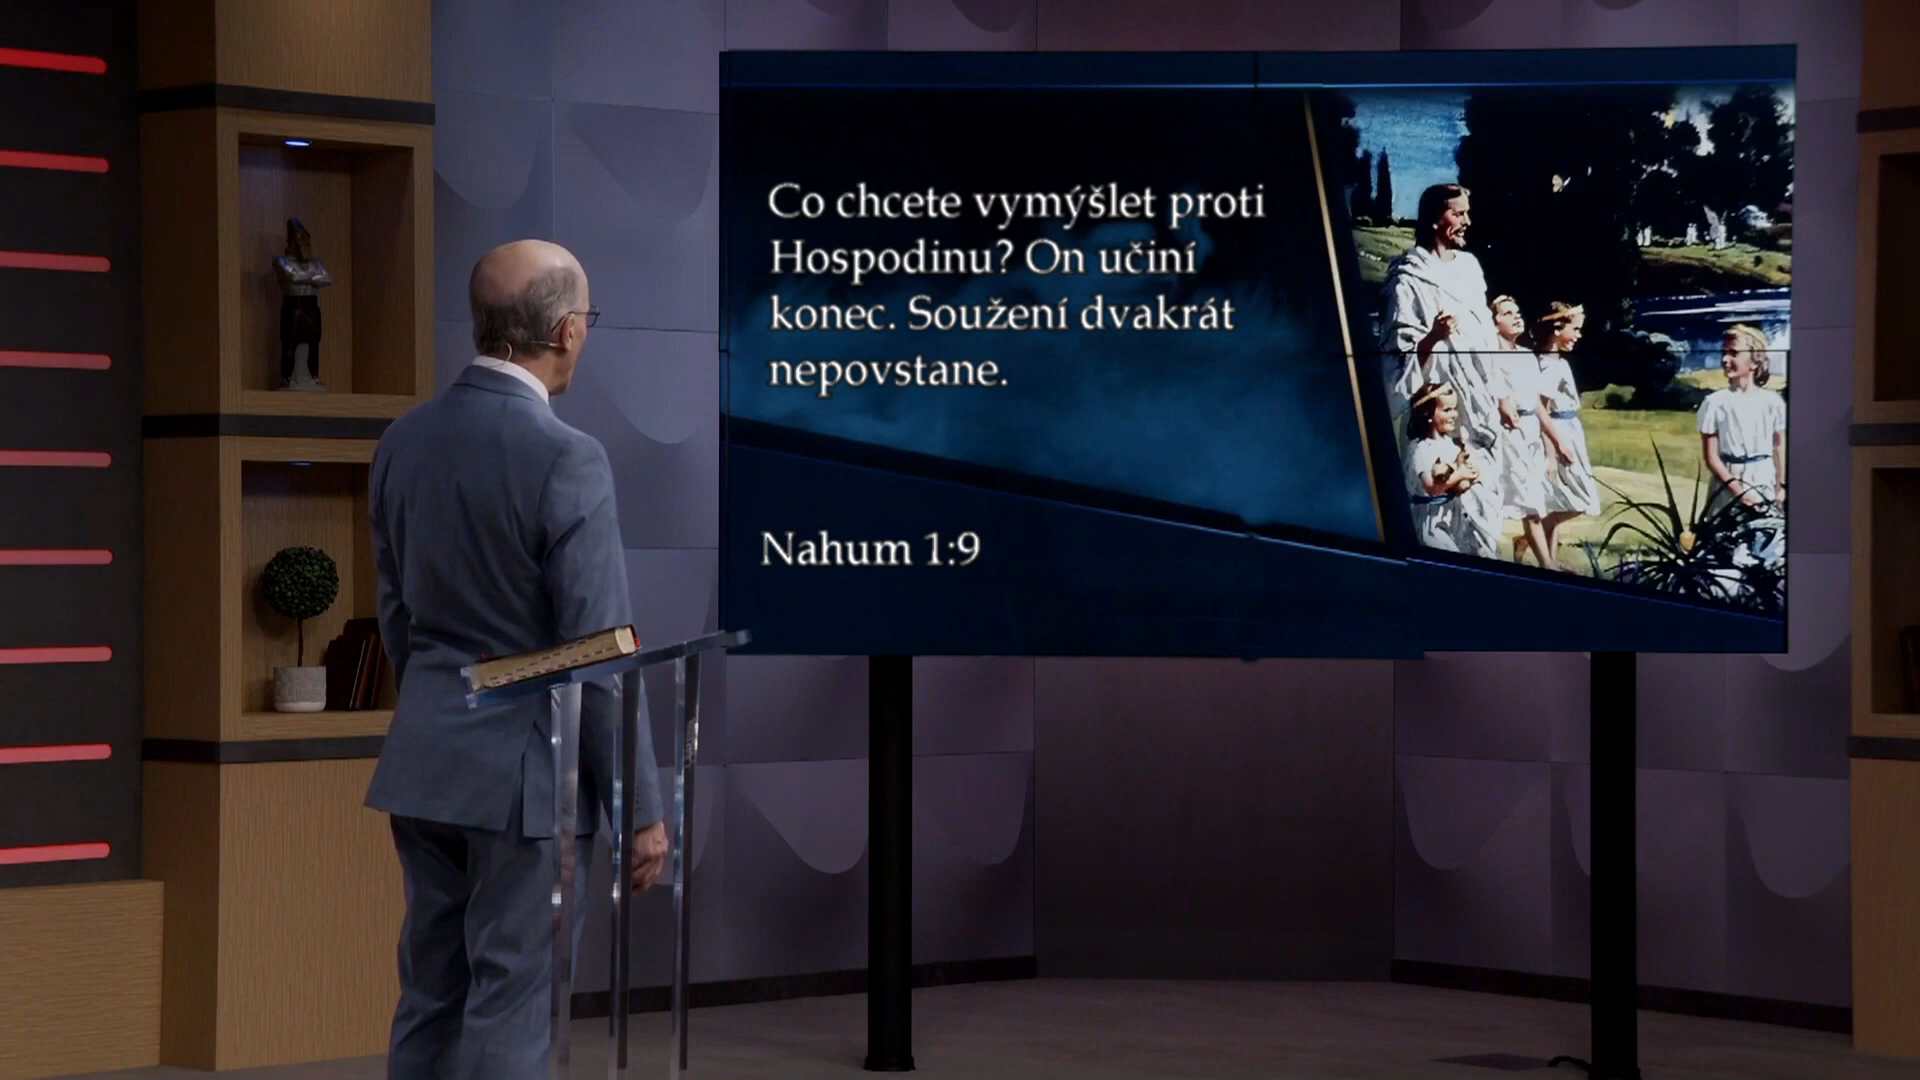 Co chcete vymýšlet proti
Hospodinu? On učiní
konec. Soužení dvakrát
nepovstane.
Nahum 1:9